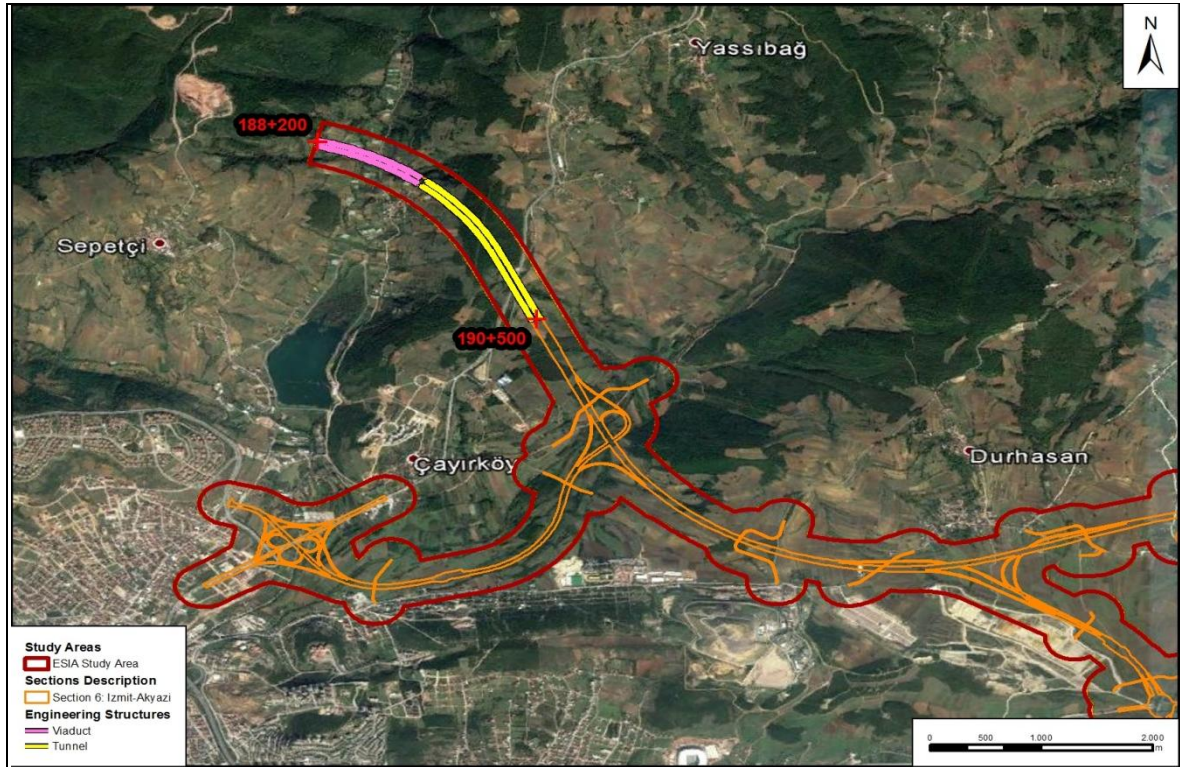 N
Yassıbağ
188+200
Sepetçi
190+500
Çayırköy
Durhasan
Study Areas
ESIA Study Area
Sections Description
Section 6: Izmit-Akyazi
Engineering Structures
Viaduct
Tunnel
0 500 1.000 2.000
m